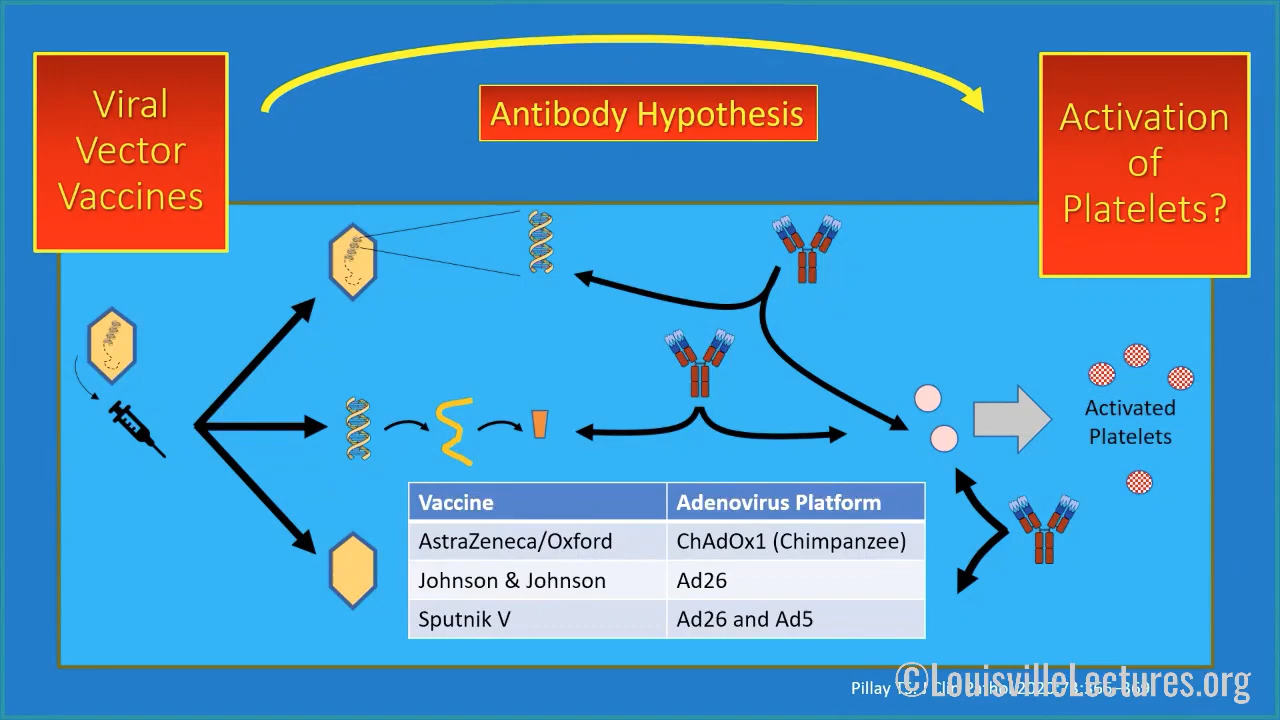 Viral
Vector
Vaccines
Antibody Hypothesis
Activation
of
Platelets?
Activated
Platelets
Vaccine Adenovirus Platform
AstraZeneca/Oxford ChAdOx1 (Chimpanzee)
Johnson & Johnson Ad26
Sputnik V Ad26 and Ad5
©LouisvilleLectures.org
Pillay